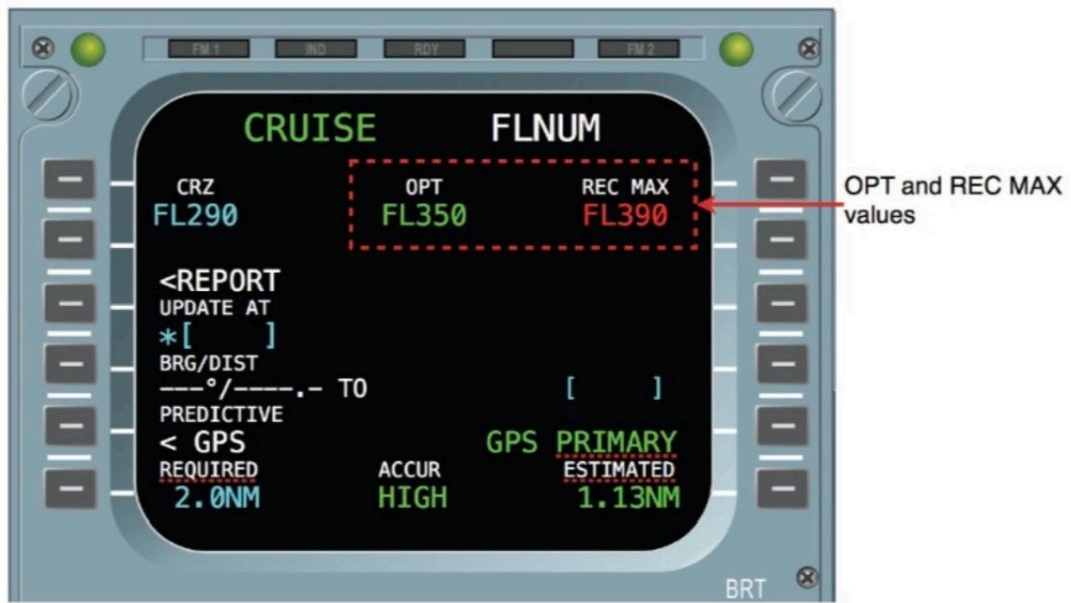 FM 1 IND RDY FM 2
CRUISE FLNUM
CRZ OPT REC MAX
FL290 FL350 FL390
OPT and REC MAX
values
<REPORT
UPDATE AT
*[ ]
BRG/DIST
---°/----.- TO [ ]
PREDICTIVE
< GPS GPS PRIMARY
REQUIRED ACCUR ESTIMATED
2.0NM HIGH 1.13NM
BRT